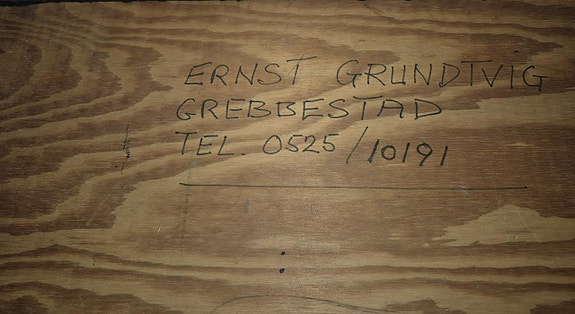 ERNST GRUNDTVIG
GREBBESTAD
TEL. 0525/10191